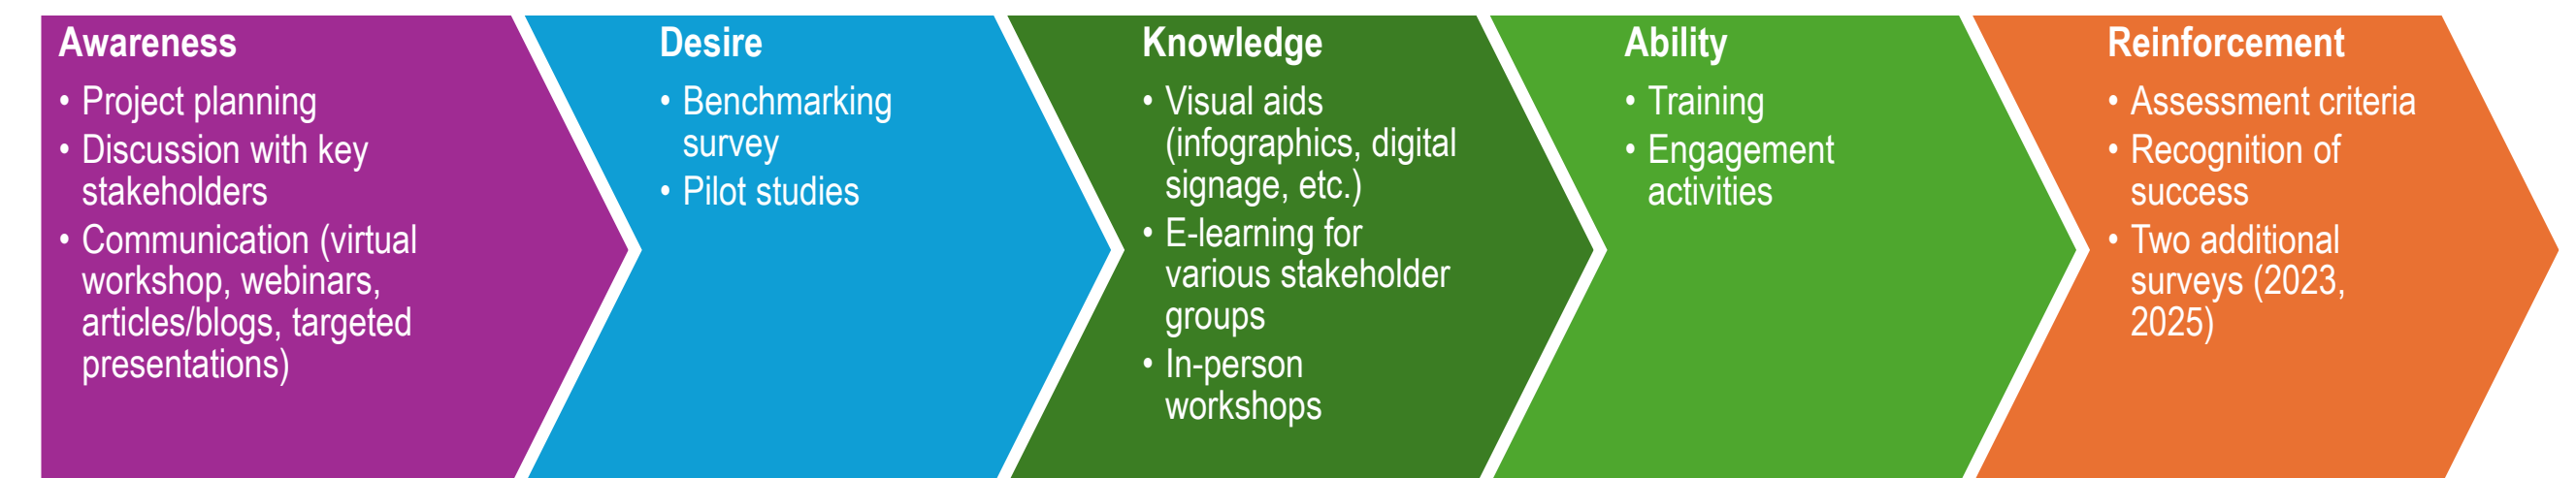 Awareness
• Project planning
• Discussion with key
stakeholders
• Communication (virtual
workshop, webinars,
articles/blogs, targeted
presentations)
Desire
• Benchmarking
survey
• Pilot studies
Knowledge
• Visual aids
(infographics, digital
signage, etc.)
• E-learning for
various stakeholder
groups
• In-person
workshops
Ability
• Training
• Engagement
activities
Reinforcement
• Assessment criteria
• Recognition of
success
• Two additional
surveys (2023,
2025)